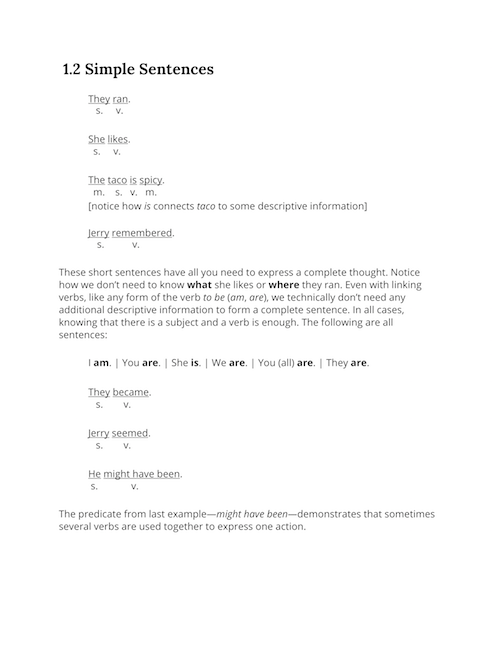 1.2 Simple Sentences
They ran.
s. v.
She likes.
s. v.
The taco is spicy.
m. s. v. m.
[notice how is connects taco to some descriptive information]
Jerry remembered.
s. v.
These short sentences have all you need to express a complete thought. Notice
how we don’t need to know what she likes or where they ran. Even with linking
verbs, like any form of the verb to be (am, are), we technically don’t need any
additional descriptive information to form a complete sentence. In all cases,
knowing that there is a subject and a verb is enough. The following are all
sentences:
I am. | You are. | She is. | We are. | You (all) are. | They are.
They became.
s. v.
Jerry seemed.
s. v.
He might have been.
s. v.
The predicate from last example—might have been—demonstrates that sometimes
several verbs are used together to express one action.